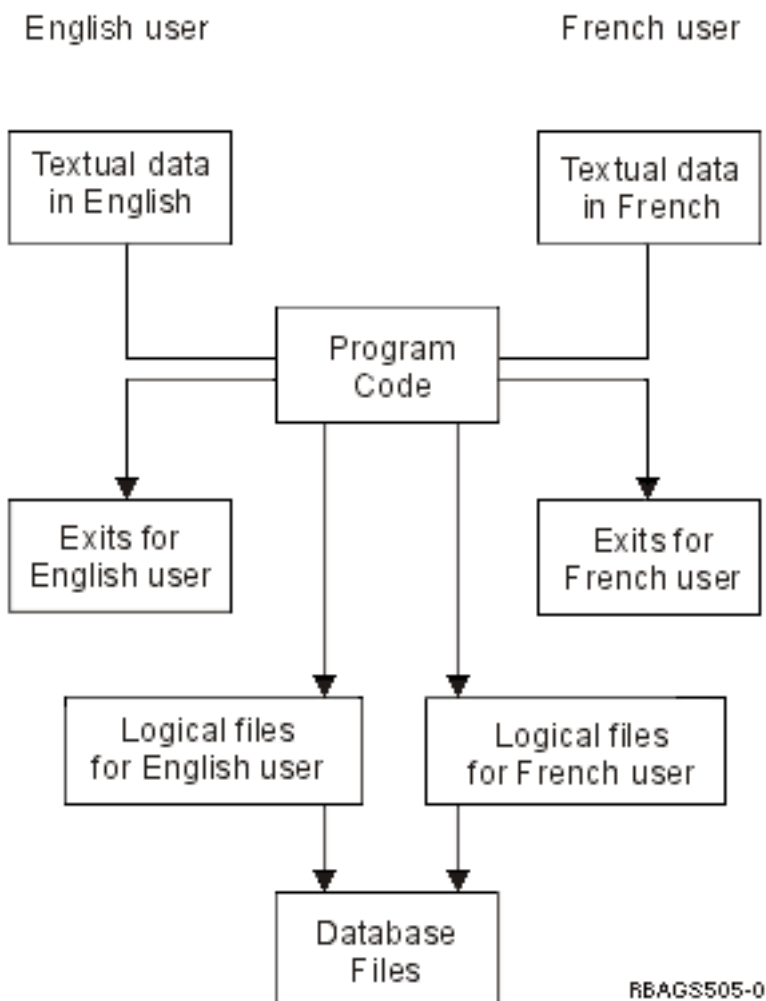 English user
French user
Textual data
in English
Textual data
in French
Program
Code
Exits for
English user
Exits for
French user
Logical files
for English user
Logical files
for French user
Database
Files
RBAGS505-0